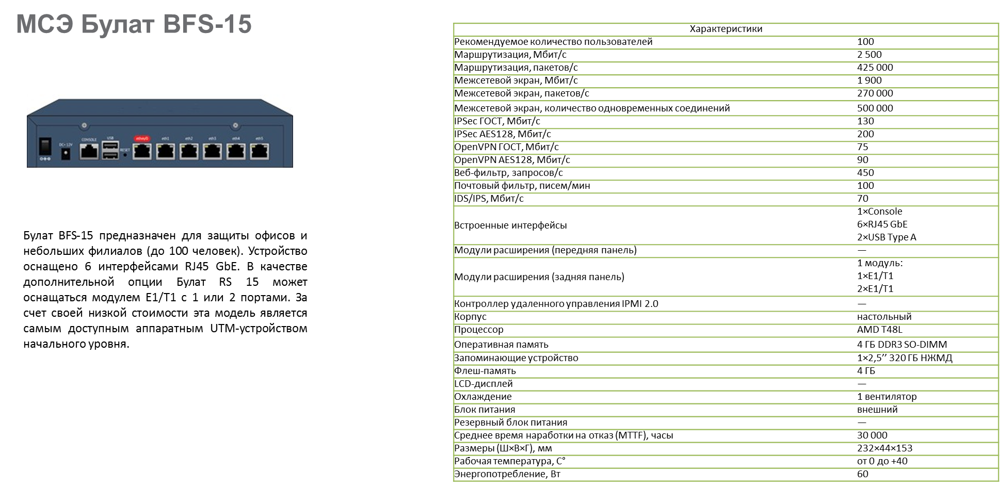 МСЭ Булат BFS-15
DC+12V
CONSOLE
USB
RESET
ethm/0
eth1
eth2
eth3
eth4
eth5
Булат BFS-15 предназначен для защиты офисов и
небольших филиалов (до 100 человек). Устройство
оснащено 6 интерфейсами RJ45 GbE. В качестве
дополнительной опции Булат RS 15 может
оснащаться модулем E1/T1 с 1 или 2 портами. За
счет своей низкой стоимости эта модель является
самым доступным аппаратным UTM-устройством
начального уровня.
Характеристики
Рекомендуемое количество пользователей 100
Маршрутизация, Мбит/с 2 500
Маршрутизация, пакетов/с 425 000
Межсетевой экран, Мбит/с 1 900
Межсетевой экран, пакетов/с 270 000
Межсетевой экран, количество одновременных соединений 500 000
IPSec ГОСТ, Мбит/с 130
IPSec AES128, Мбит/с 200
OpenVPN ГОСТ, Мбит/с 75
OpenVPN AES128, Мбит/с 90
Веб-фильтр, запросов/с 450
Почтовый фильтр, писем/мин 100
IDS/IPS, Мбит/с 70
Встроенные интерфейсы
1×Console
6×RJ45 GbE
2×USB Type A
Модули расширения (передняя панель) —
Модули расширения (задняя панель)
1 модуль:
1×E1/T1
2×E1/T1
Контроллер удаленного управления IPMI 2.0 —
Корпус настольный
Процессор AMD T48L
Оперативная память 4 ГБ DDR3 SO-DIMM
Запоминающие устройство 1×2,5’’ 320 ГБ НЖМД
Флеш-память 4 ГБ
LCD-дисплей —
Охлаждение 1 вентилятор
Блок питания внешний
Резервный блок питания —
Среднее время наработки на отказ (MTTF), часы 30 000
Размеры (Ш×В×Г), мм 232×44×153
Рабочая температура, С° от 0 до +40
Энергопотребление, Вт 60